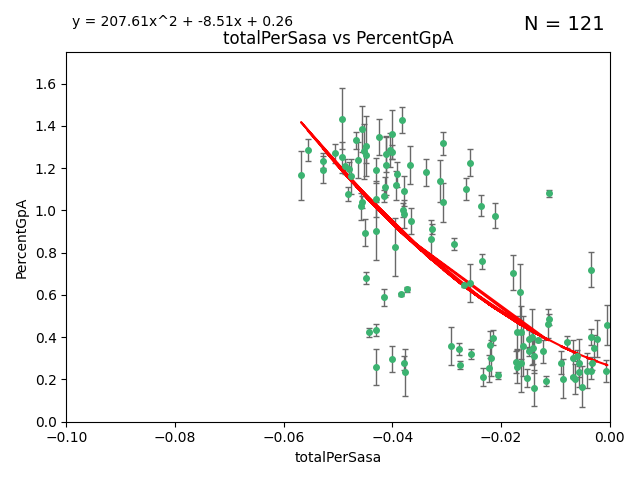 y = 207.61x^2 + -8.51x + 0.26
N = 121
totalPerSasa vs PercentGpA
PercentGpA
1.6
1.4
1.2
1.0
0.8
0.6
0.4
0.2
0.0
−0.10 −0.08 −0.06 −0.04 −0.02 0.00
totalPerSasa